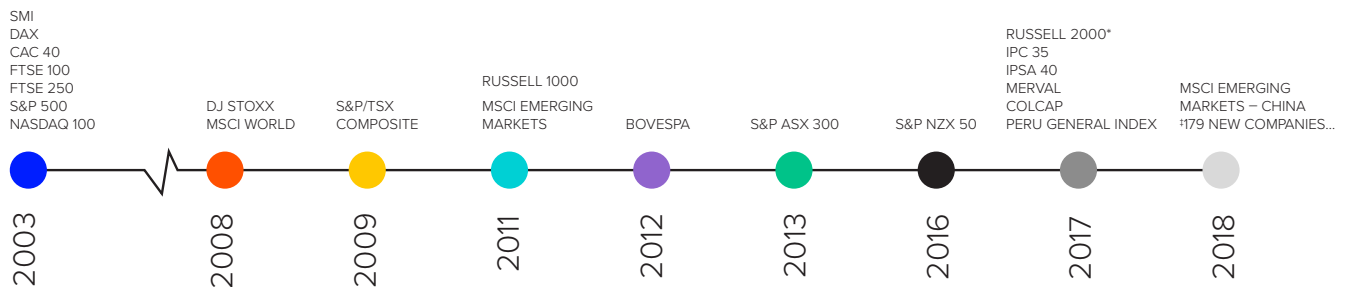 SMI
DAX
CAC 40
FTSE 100
FTSE 250
S&P 500
NASDAQ 100
DJ STOXX
MSCI WORLD
S&P/TSX
COMPOSITE
RUSSELL 1000
MSCI EMERGING
MARKETS
BOVESPA
S&P ASX 300
S&P NZX 50
RUSSELL 2000*
IPC 35
IPSA 40
MERVAL
COLCAP
PERU GENERAL INDEX
MSCI EMERGING
MARKETS – CHINA
‡179 NEW COMPANIES...
2003
2008
2009
2011
2012
2013
2016
2017
2018